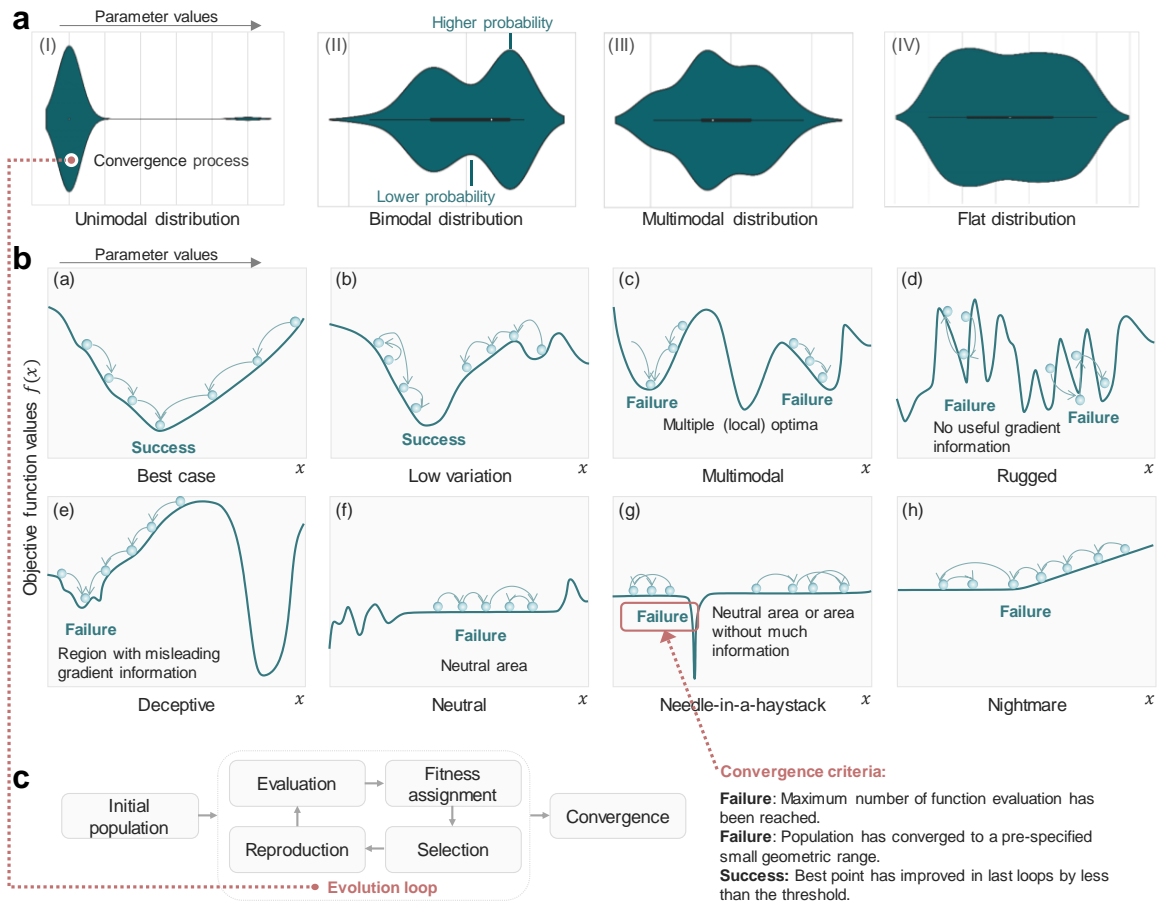 a
Parameter values
Higher probability
(I)
(II)
(III)
(IV)
Convergence process
Lower probability
Unimodal distribution
Bimodal distribution
Multimodal distribution
Flat distribution
b
Parameter values
Objective function values f(x)
(a)
Success
Best case
x
(b)
Success
Low variation
x
(c)
Failure
Failure
Multiple (local) optima
Multimodal
x
(d)
Failure
Failure
No useful gradient
information
Rugged
x
(e)
Failure
Region with misleading
gradient information
Deceptive
x
(f)
Failure
Neutral area
Neutral
x
(g)
Failure
Neutral area or area
without much
information
Needle-in-a-haystack
x
(h)
Failure
Nightmare
x
c
Initial
population
Evaluation
Fitness
assignment
Reproduction
Selection
Evolution loop
Convergence
Convergence criteria:
Failure: Maximum number of function evaluation has
been reached.
Failure: Population has converged to a pre-specified
small geometric range.
Success: Best point has improved in last loops by less
than the threshold.